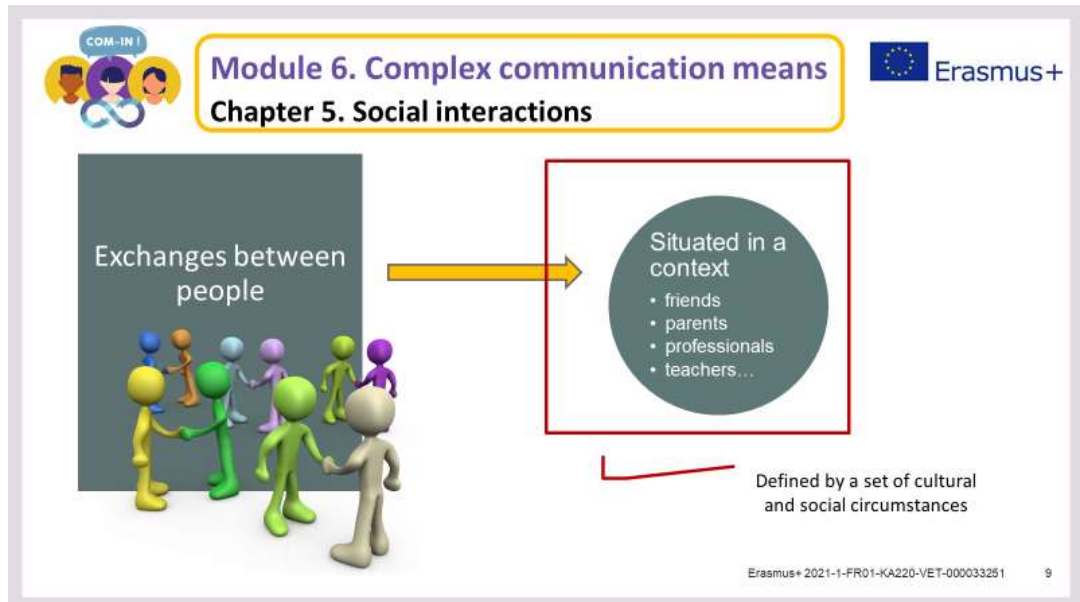 COM-IN !
Module 6. Complex communication means
Chapter 5. Social interactions
Erasmus+
Exchanges between
people
Situated in a
context
• friends
• parents
• professionals
• teachers...
Defined by a set of cultural
and social circumstances
Erasmus+ 2021-1-FR01-KA220-VET-000033251
9